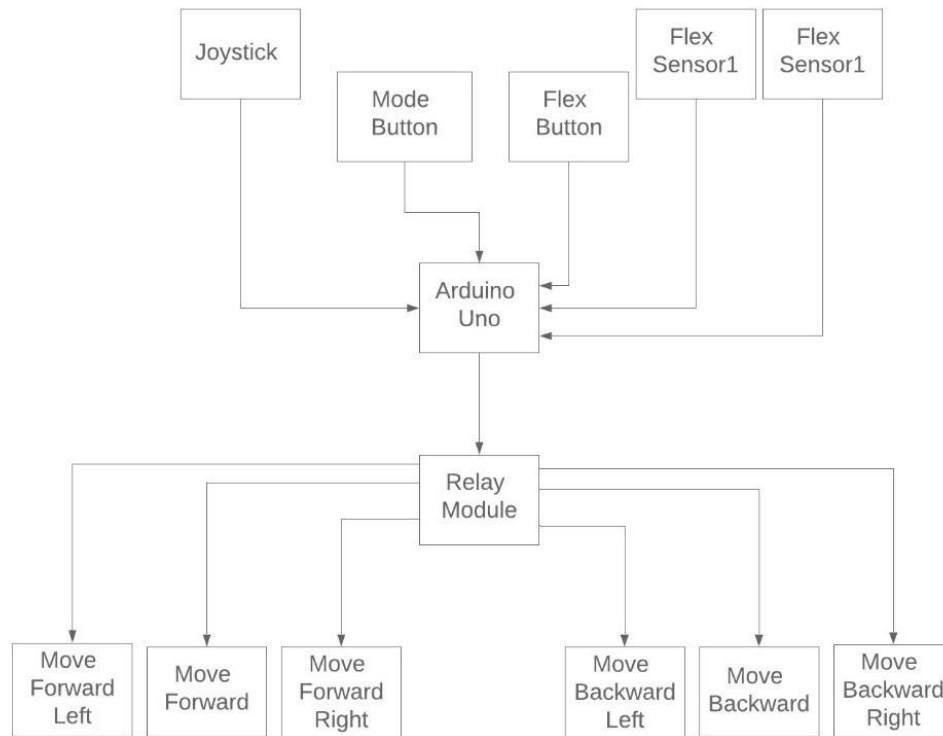 Joystick
Mode
Button
Flex
Button
Flex
Sensor1
Flex
Sensor1
Arduino
Uno
Relay
Module
Move
Forward
Left
Move
Forward
Move
Forward
Right
Move
Backward
Left
Move
Backward
Move
Backward
Right